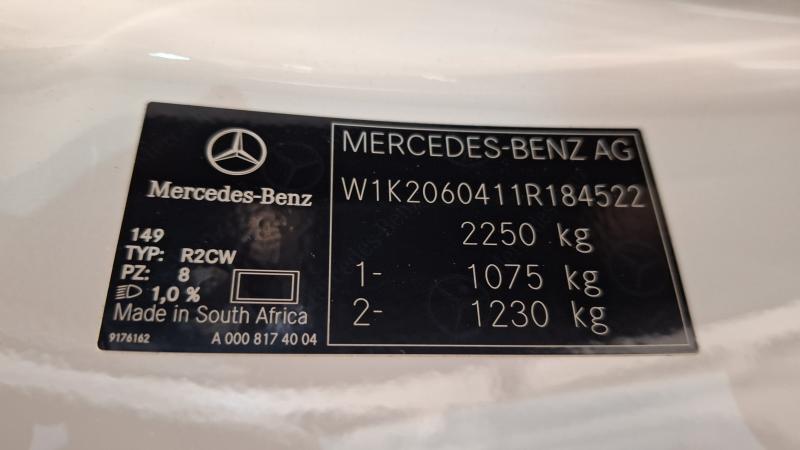 Mercedes-Benz
149
TYP: R2CW
PZ: 8
1,0 %
Made in South Africa
9176162 A 000 817 40 04
MERCEDES-BENZ AG
W1K2060411R184522
2250 kg
1- 1075 kg
2- 1230 kg